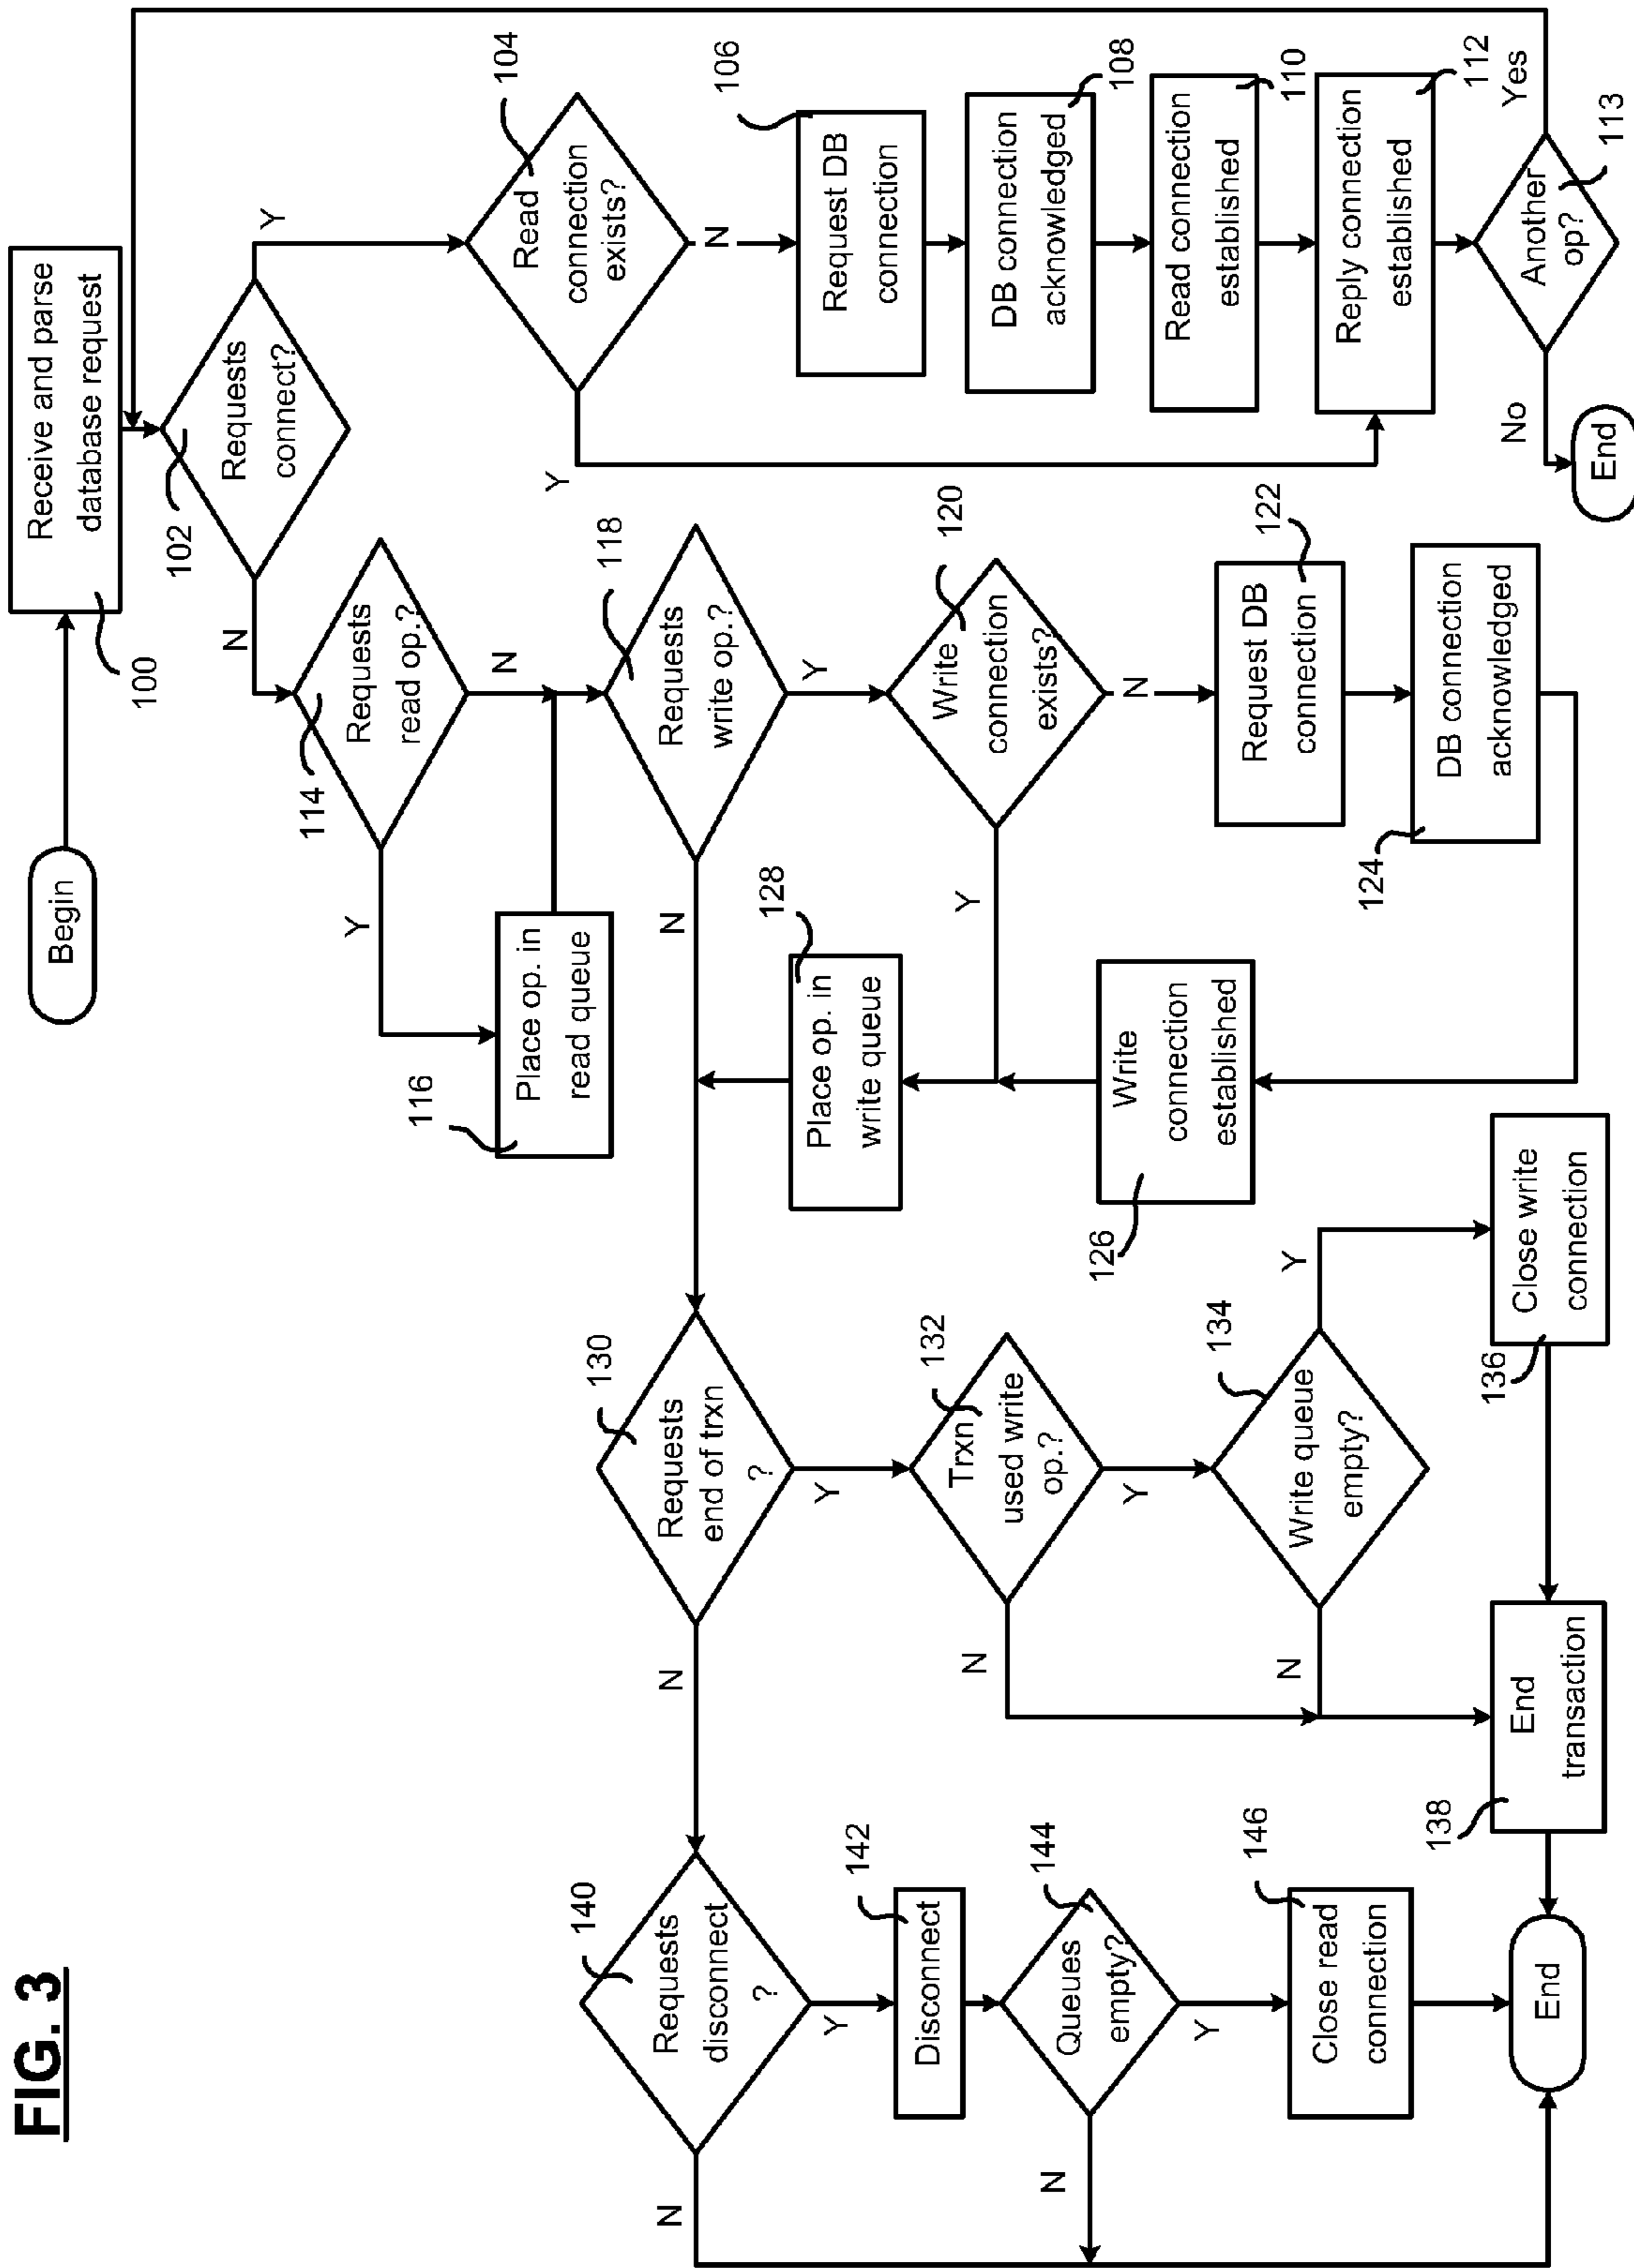 FIG. 3
Begin
Receive and parse
database request
100
Requests
connect?
102
N
Y
Read
connection
exists?
104
Y
N
Request DB
connection
106
DB connection
acknowledged
108
Read connection
established
110
Reply connection
established
112
Another
op?
113
Yes
No
End
Requests
read op.?
114
Y
N
Place op. in
read queue
116
Requests
write op.?
118
N
Y
Write
connection
exists?
120
Y
N
Request DB
connection
122
DB connection
acknowledged
124
Write
connection
established
126
Place op. in
write queue
128
Requests
end of trxn
?
130
N
Y
Trxn
used write
op.?
132
N
Y
Write queue
empty?
134
N
Y
Close write
connection
136
End
transaction
138
Requests
disconnect
?
140
N
Y
Disconnect
142
Queues
empty?
144
N
Y
Close read
connection
146
End